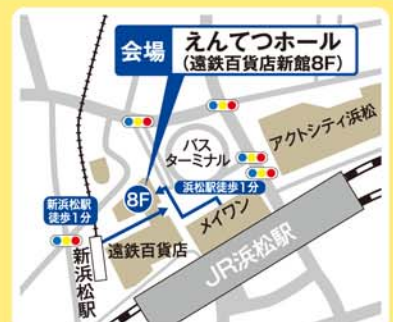 会場
えんてつホール
（遠鉄百貨店新館8F）
アクトシティ浜松
バス
ターミナル
浜松駅徒歩1分
8F
新浜松駅
徒歩1分
メイワン
遠鉄百貨店
新浜松駅
JR浜松駅